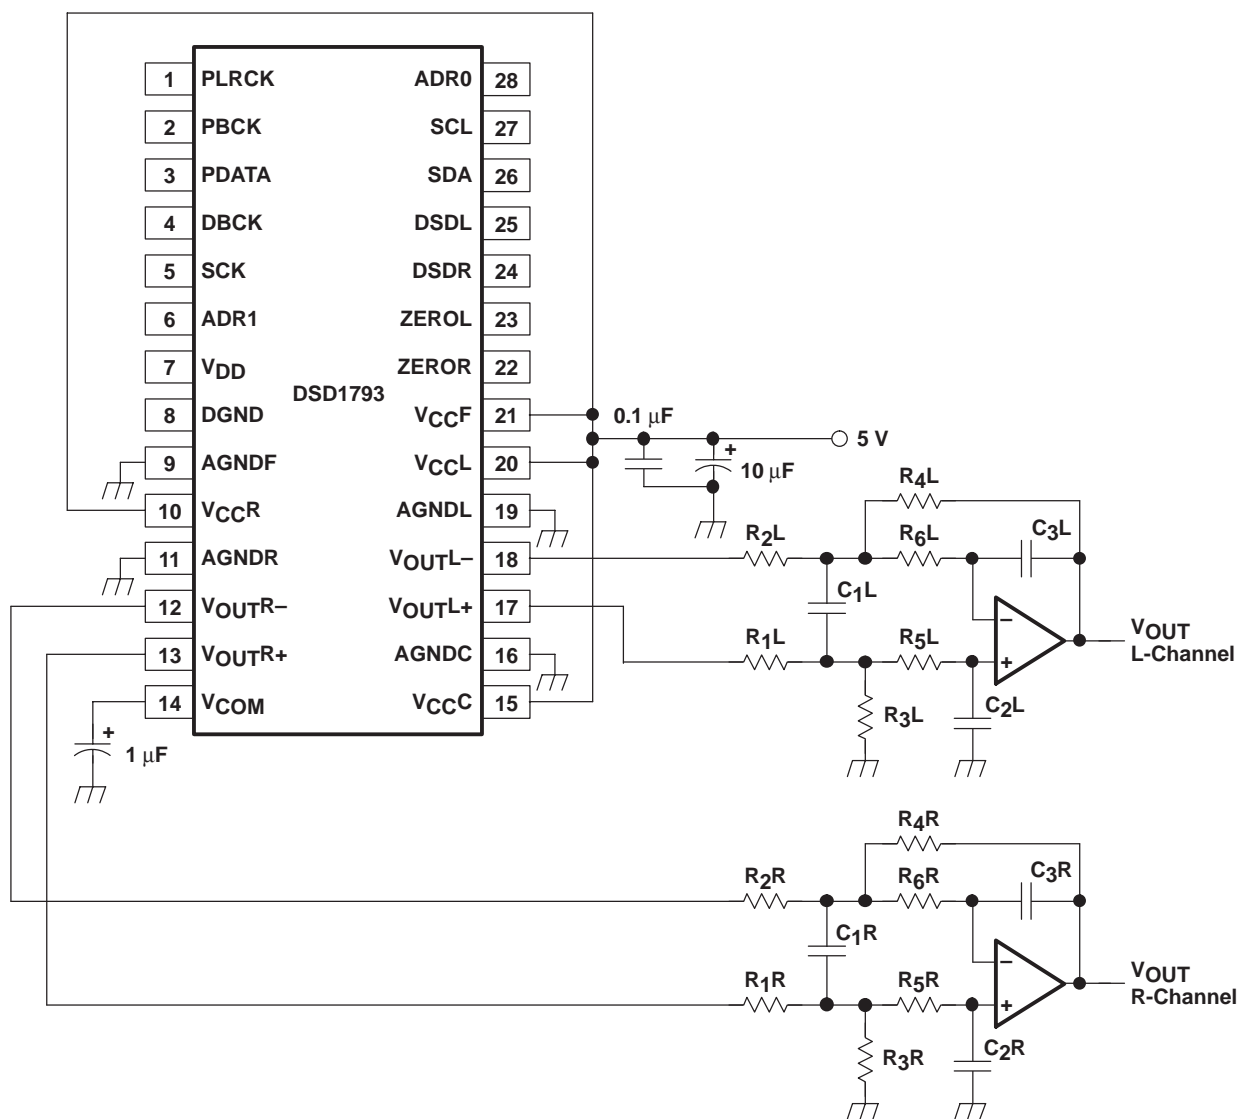 1 PLRCK ADR0 28
2 PBCK SCL 27
3 PDATA SDA 26
4 DBCK DSDL 25
5 SCK DSDR 24
6 ADR1 ZEROL 23
7 VDD ZEROR 22
DSD1793
8 DGND VCCF 21
0.1 μF
5 V
9 AGNDF VCCL 20
+
10 μF
10 VCCR AGNDL 19
11 AGNDR VOUTL– 18
12 VOUTR– VOUTL+ 17
13 VOUTR+ AGNDC 16
14 VCOM VCCC 15
+
1 μF
R4L
R2L R6L C3L
C1L
–
R1L R5L
+
VOUT
L-Channel
R3L C2L
R4R
R2R R6R C3R
C1R
–
R1R R5R
+
VOUT
R-Channel
R3R C2R